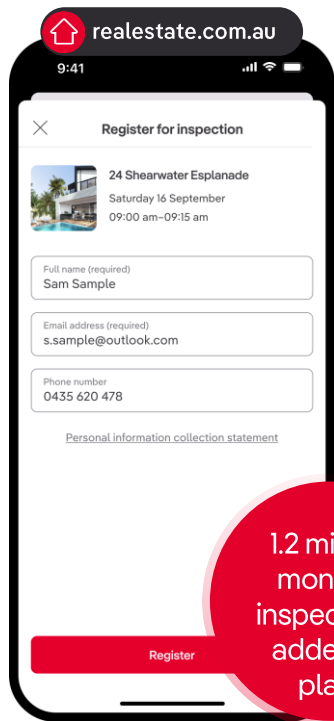 realestate.com.au
9:41
Register for inspection
24 Shearwater Esplanade
Saturday 16 September
09:00 am–09:15 am
Full name (required)
Sam Sample
Email address (required)
s.sample@outlook.com
Phone number
0435 620 478
Personal information collection statement
1.2
Register